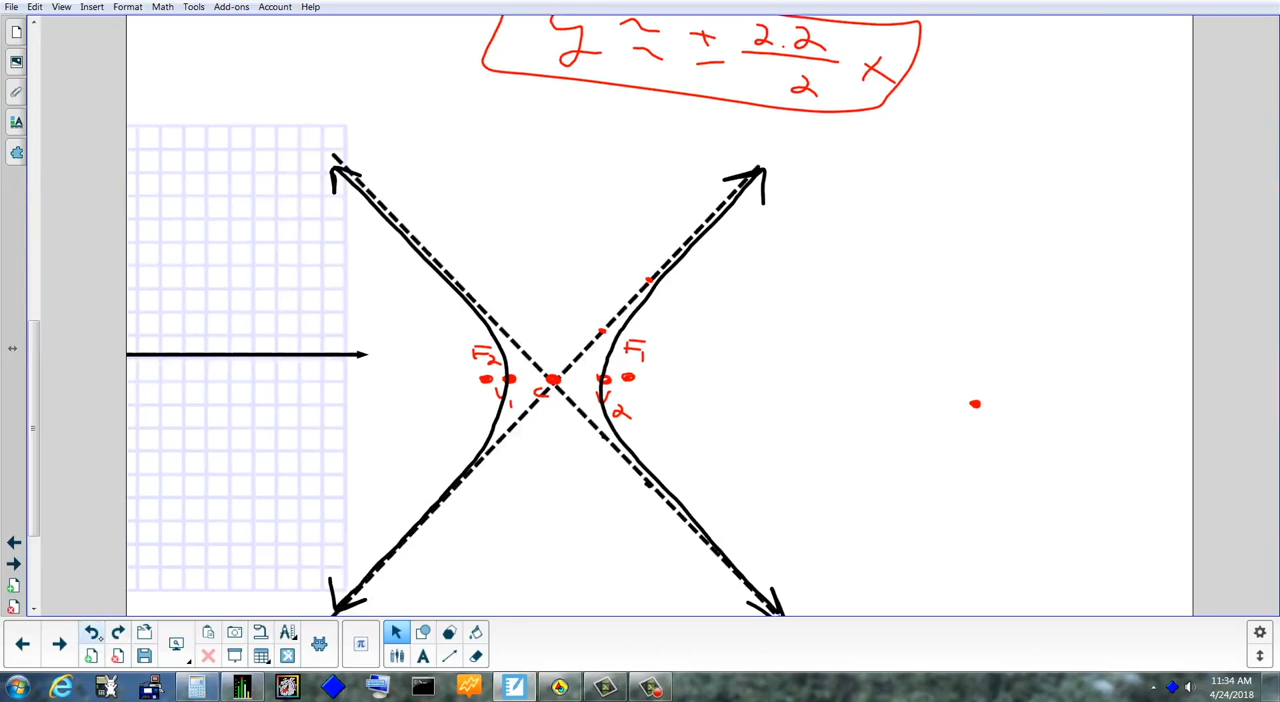 File Edit View Insert Format Math Tools Add-ons Account Help
y ≈ ± 2.2/2 x
F2 F1
V1 C V2
π
11:34 AM
4/24/2018